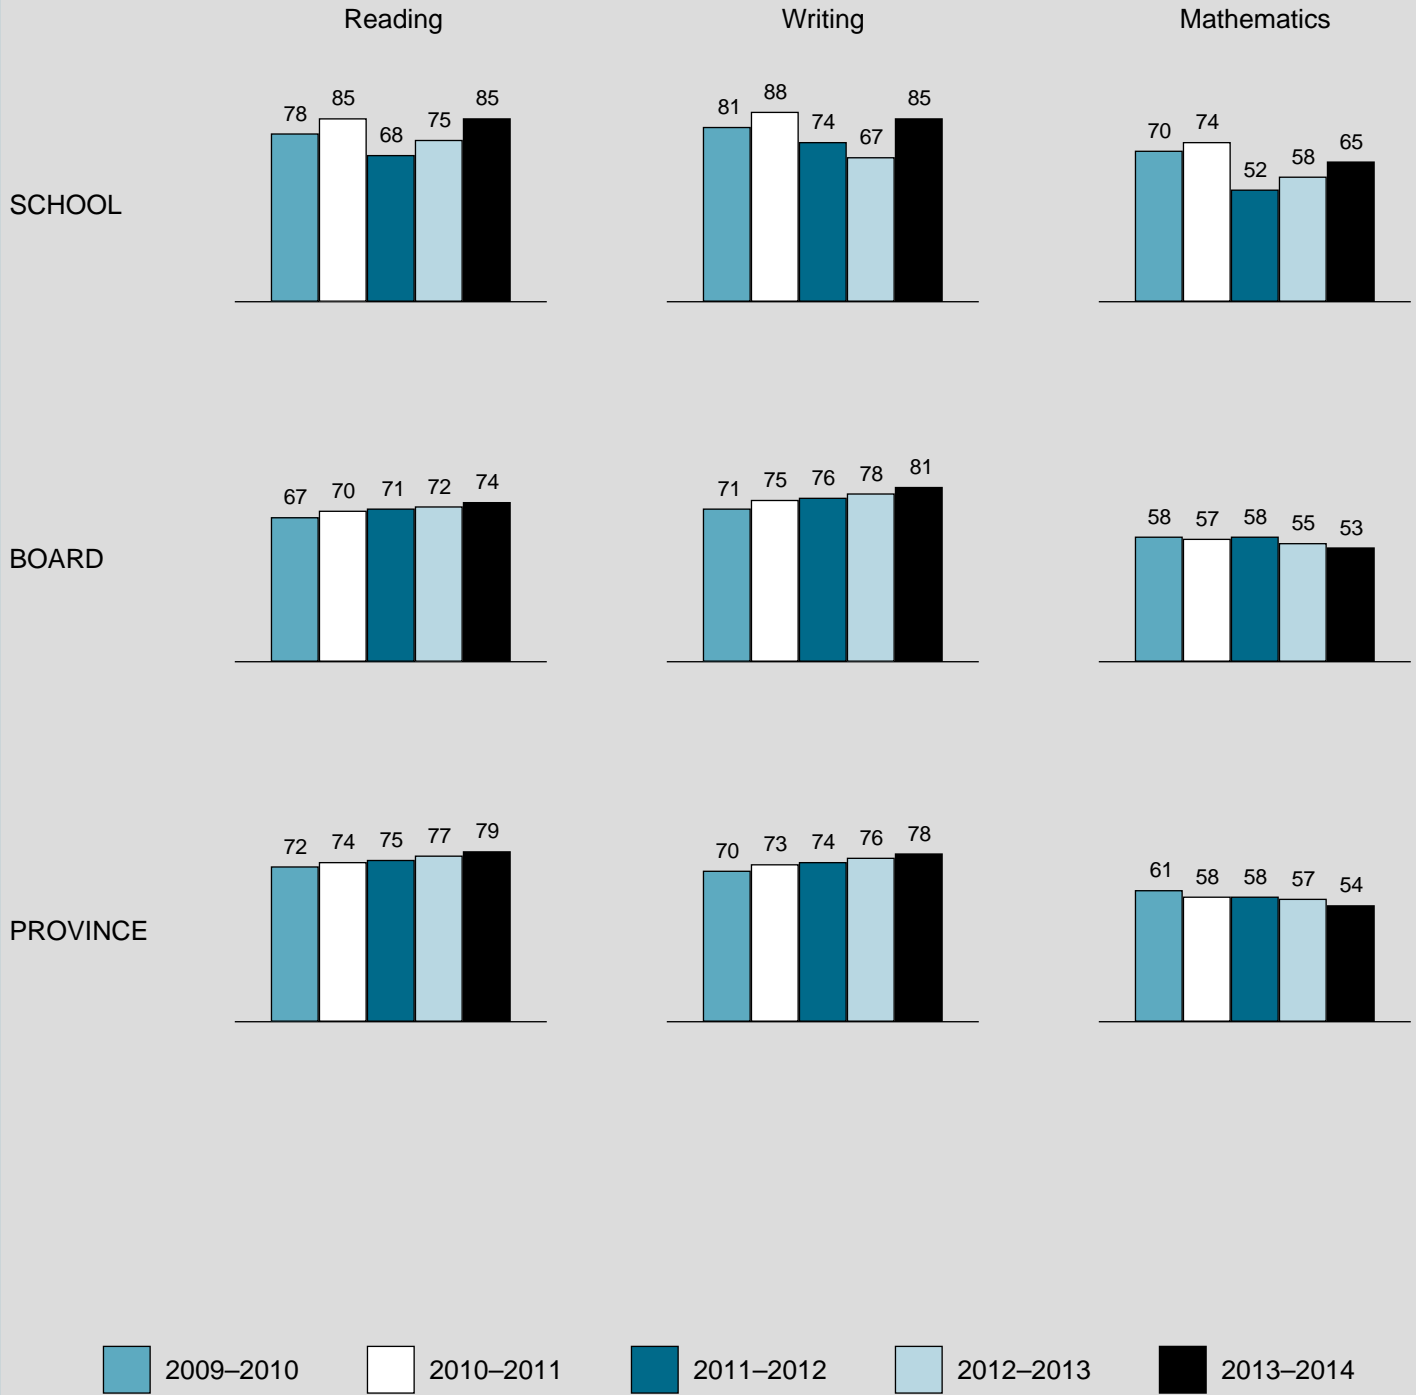 Reading Writing Mathematics
SCHOOL
78 85 68 75 85
81 88 74 67 85
70 74 52 58 65
BOARD
67 70 71 72 74
71 75 76 78 81
58 57 58 55 53
PROVINCE
72 74 75 77 79
70 73 74 76 78
61 58 58 57 54
2009–2010 2010–2011 2011–2012 2012–2013 2013–2014